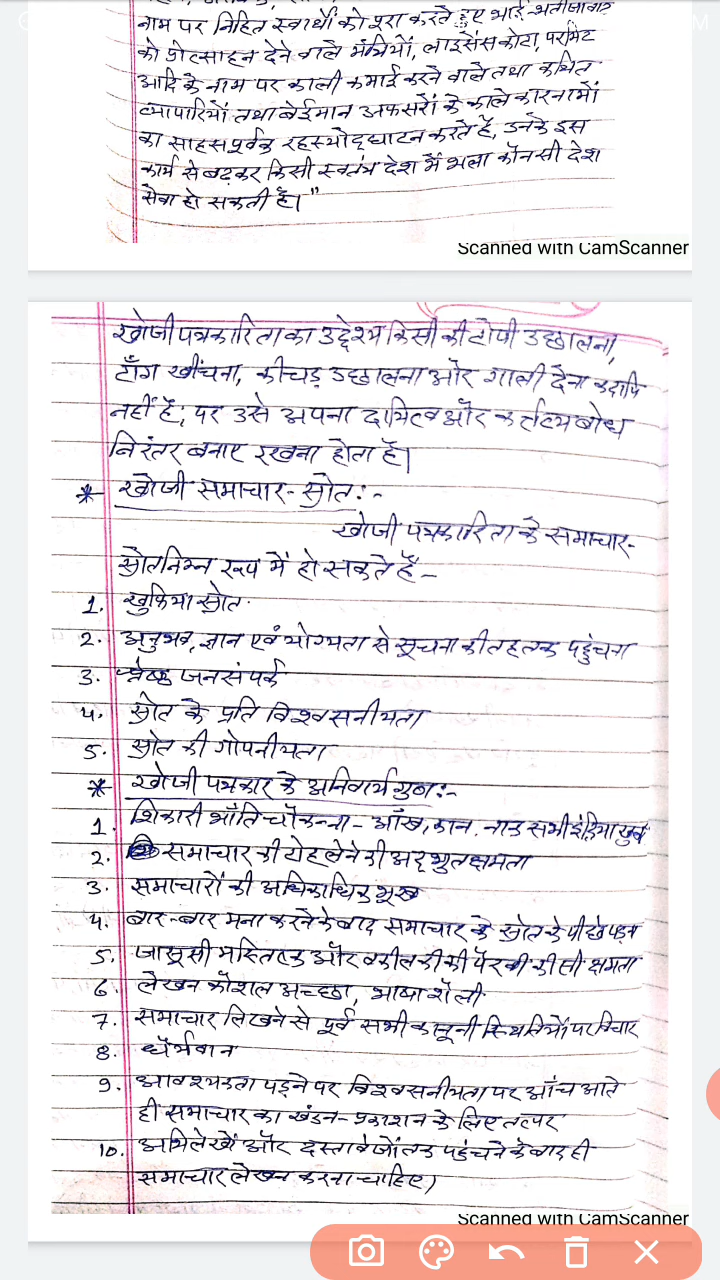 नाम पर निहित स्वार्थों को पूरा करते हुए भाई-भतीजावाद
को प्रोत्साहन देने वाले मंत्रियों, लाइसेंस कोटा, परमिट
आदि के नाम पर काली कमाई करने वाले तथा कथित
व्यापारियों तथा बेईमान अफसरों के काले कारनामों
का साहसपूर्वक रहस्योद्घाटन करते हैं, उनके इस
कार्य से बढ़कर किसी स्वतंत्र देश में भला कौन सी देश
सेवा हो सकती है।"
Scanned with CamScanner
खोजी पत्रकारिता का उद्देश्य किसी की टोपी उछालना,
टाँग खींचना, कीचड़ उछालना और गाली देना कदापि
नहीं है; पर उसे अपना दायित्व और कर्तव्यबोध
निरंतर बनाए रखना होता है।
* खोजी समाचार-स्रोत:-
खोजी पत्रकारिता के समाचार-
स्रोत निम्न रूप में हो सकते हैं-
1. खुफिया स्रोत
2. अनुभव, ज्ञान एवं योग्यता से सूचना की तह तक पहुंचना
3. श्रेष्ठ जनसंपर्क
4. स्रोत के प्रति विश्वसनीयता
5. स्रोत की गोपनीयता
* खोजी पत्रकार के अनिवार्य गुण:-
1. शिकारी भाँति चौकन्ना - आँख, कान, नाक सभी इंद्रिया खुले
2. समाचार की टोह लेने की अद्भुत क्षमता
3. समाचारों की अधिकाधिक भूख
4. बार-बार मना करने के बाद समाचार के स्रोत के पीछे पड़ना
5. जासूसी मस्तिष्क और वकील की सी पैरवी की सी क्षमता
6. लेखन कौशल अच्छा, भाषा शैली
7. समाचार लिखने से पूर्व सभी कानूनी स्थितियों पर विचार
8. धैर्यवान
9. आवश्यकता पड़ने पर विश्वसनीयता पर आँच आते
ही समाचार का खंडन-प्रकाशन के लिए तत्पर
10. अभिलेखों और दस्तावेजों तक पहुंचने के बाद ही
समाचार लेखन करना चाहिए)
Scanned with CamScanner